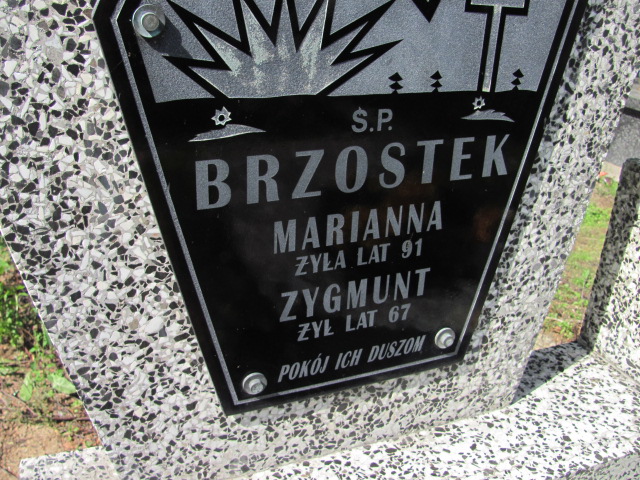 Ś.P.
BRZOSTEK
MARIANNA
ŻYŁA LAT 91
ZYGMUNT
ŻYŁ LAT 67
POKÓJ ICH DUSZOM